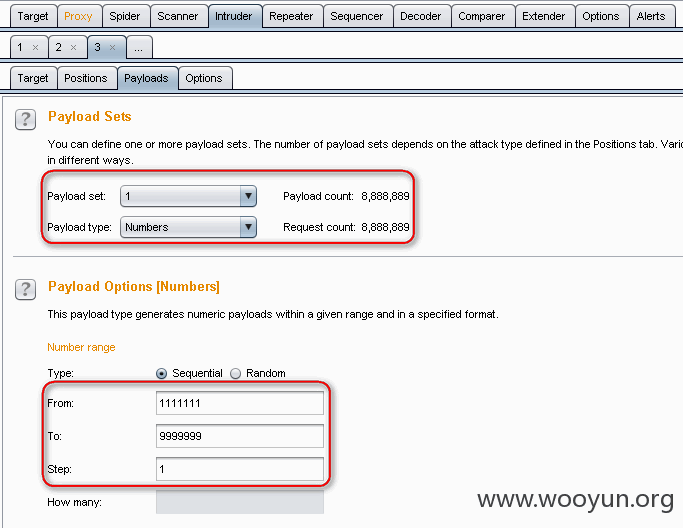 Target Proxy Spider Scanner Intruder Repeater Sequencer Decoder Comparer Extender Options Alerts
1 × 2 × 3 × ...
Target Positions Payloads Options
? Payload Sets
You can define one or more payload sets. The number of payload sets depends on the attack type defined in the Positions tab. Vario
in different ways.
Payload set: 1 Payload count: 8,888,889
Payload type: Numbers Request count: 8,888,889
? Payload Options [Numbers]
This payload type generates numeric payloads within a given range and in a specified format.
Number range
Type: Sequential Random
From: 1111111
To: 9999999
Step: 1
How many:
www.wooyun.org